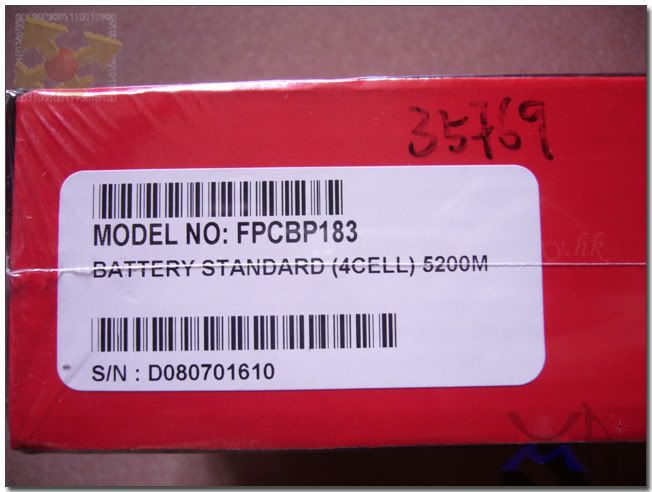 35769
MODEL NO: FPCBP183
BATTERY STANDARD (4CELL) 5200M
S/N : D080701610